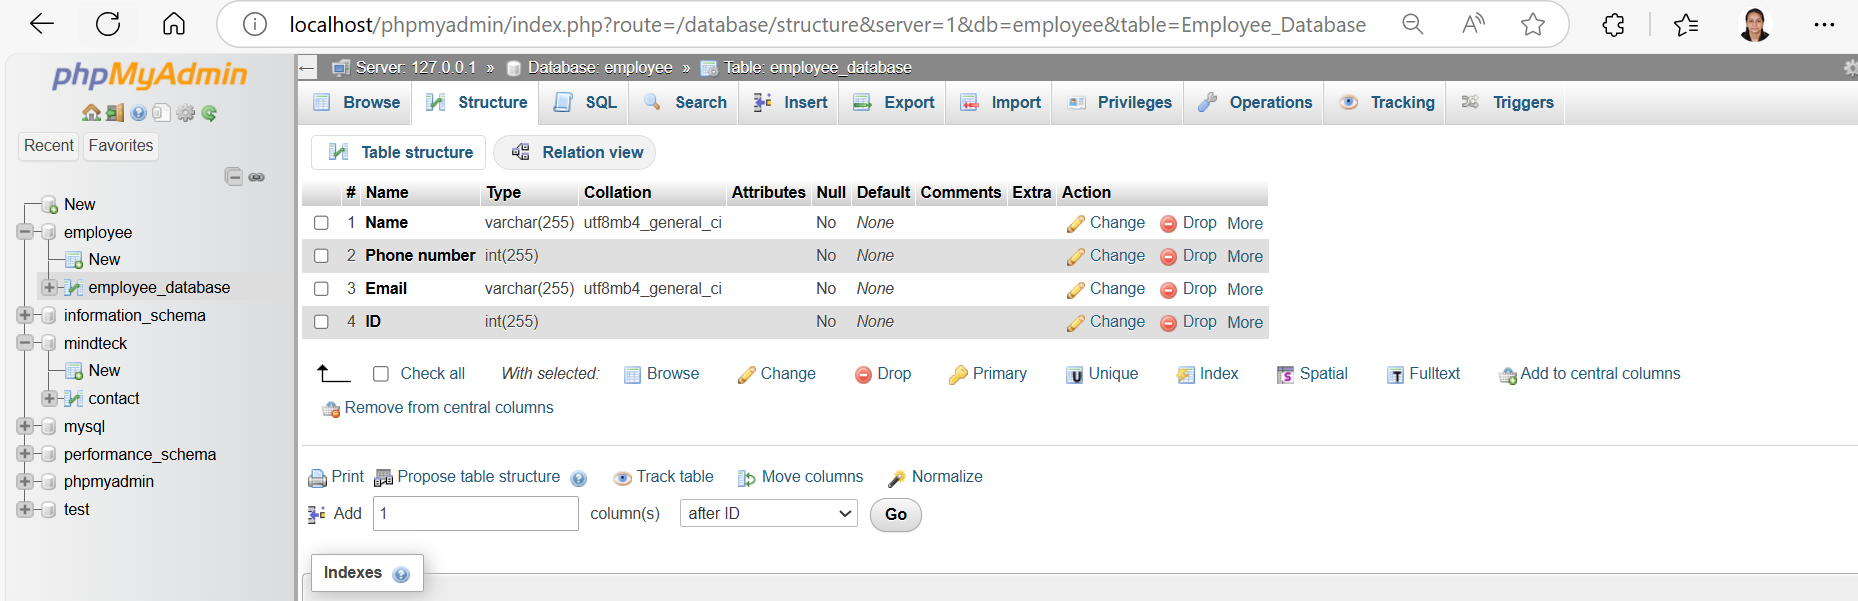 localhost/phpmyadmin/index.php?route=/database/structure&server=1&db=employee&table=Employee_Database
phpMyAdmin
Recent Favorites
New
employee
New
employee_database
information_schema
mindteck
New
contact
mysql
performance_schema
phpmyadmin
test
Server: 127.0.0.1 » Database: employee » Table: employee_database
Browse Structure SQL Search Insert Export Import Privileges Operations Tracking Triggers
Table structure Relation view
# Name Type Collation Attributes Null Default Comments Extra Action
1 Name varchar(255) utf8mb4_general_ci No None Change Drop More
2 Phone number int(255) No None Change Drop More
3 Email varchar(255) utf8mb4_general_ci No None Change Drop More
4 ID int(255) No None Change Drop More
Check all With selected: Browse Change Drop Primary Unique Index Spatial Fulltext Add to central columns
Remove from central columns
Print Propose table structure Track table Move columns Normalize
Add 1 column(s) after ID Go
Indexes